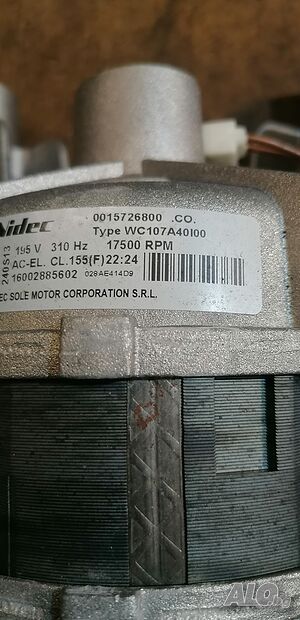 Nidec
0015726800 .CO.
Type WC107A40I00
240S13
195 V 310 Hz 17500 RPM
AC-EL. CL.155(F)22:24
16002885602 028AE414D9
EC SOLE MOTOR CORPORATION S.R.L.
ALO.